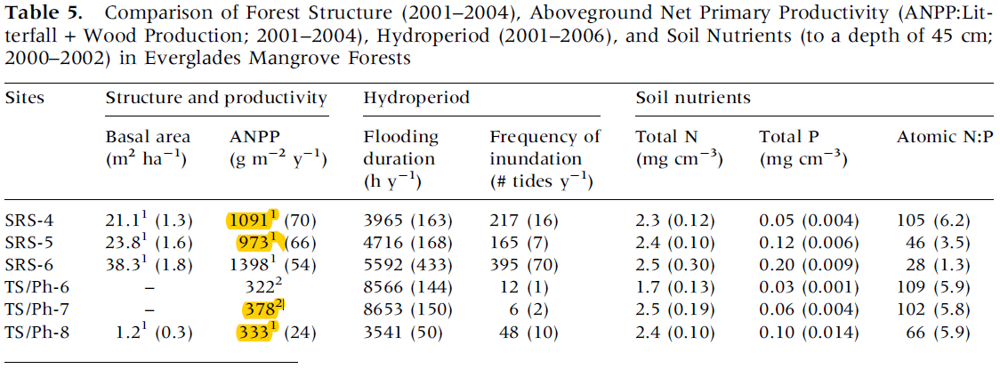 Table 5. Comparison of Forest Structure (2001–2004), Aboveground Net Primary Productivity (ANPP:Lit-
terfall + Wood Production; 2001–2004), Hydroperiod (2001–2006), and Soil Nutrients (to a depth of 45 cm;
2000–2002) in Everglades Mangrove Forests
Sites Structure and productivity Hydroperiod Soil nutrients
Basal area ANPP Flooding Frequency of Total N Total P Atomic N:P
(m² ha⁻¹) (g m⁻² y⁻¹) duration inundation (mg cm⁻³) (mg cm⁻³)
(h y⁻¹) (# tides y⁻¹)
SRS-4 21.1¹ (1.3) 1091¹ (70) 3965 (163) 217 (16) 2.3 (0.12) 0.05 (0.004) 105 (6.2)
SRS-5 23.8¹ (1.6) 973¹ (66) 4716 (168) 165 (7) 2.4 (0.10) 0.12 (0.006) 46 (3.5)
SRS-6 38.3¹ (1.8) 1398¹ (54) 5592 (433) 395 (70) 2.5 (0.30) 0.20 (0.009) 28 (1.3)
TS/Ph-6 – 322² 8566 (144) 12 (1) 1.7 (0.13) 0.03 (0.001) 109 (5.9)
TS/Ph-7 – 378² 8653 (150) 6 (2) 2.5 (0.19) 0.06 (0.004) 102 (5.8)
TS/Ph-8 1.2¹ (0.3) 333¹ (24) 3541 (50) 48 (10) 2.4 (0.10) 0.10 (0.014) 66 (5.9)